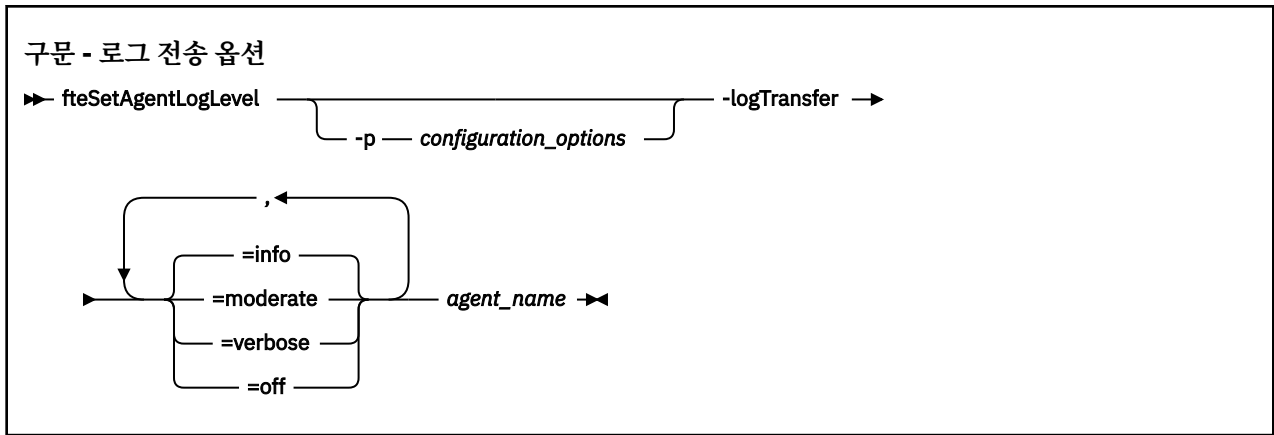 구문 - 로그 전송 옵션
fteSetAgentLogLevel -logTransfer
-p configuration_options
,
=info
=moderate agent_name
=verbose
=off